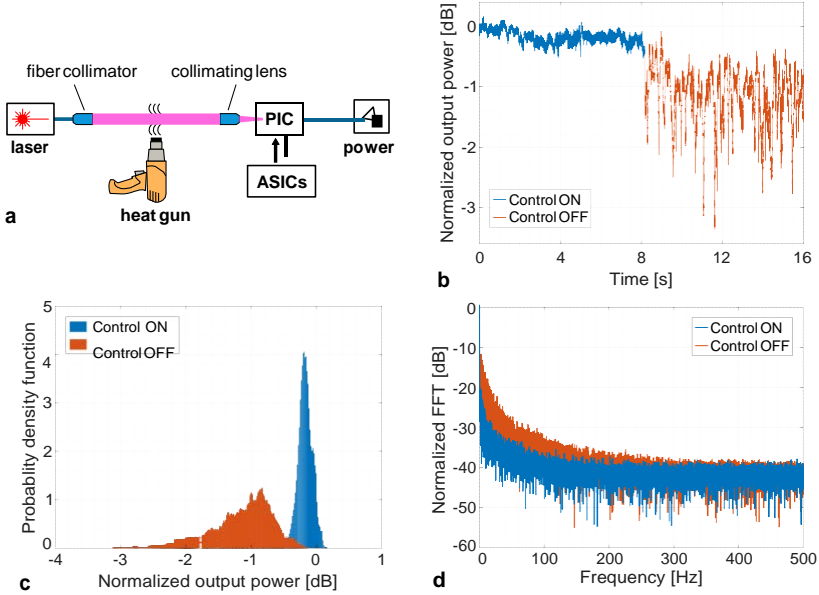 fiber collimator
collimating lens
laser
PIC
power
ASICs
heat gun
a
Normalized output power [dB]
0
-1
-2
-3
Control ON
Control OFF
0
4
8
12
16
Time [s]
b
Probability density function
5
4
3
2
1
0
Control ON
Control OFF
-4
-3
-2
-1
0
1
Normalized output power [dB]
c
Normalized FFT [dB]
0
-10
-20
-30
-40
-50
-60
Control ON
Control OFF
0
100
200
300
400
500
Frequency [Hz]
d